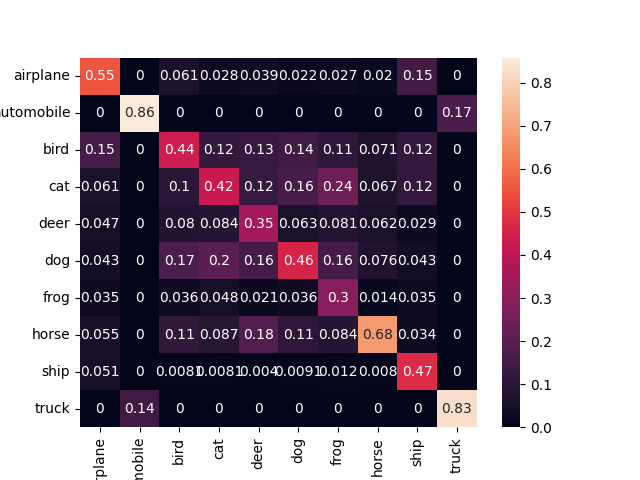 airplane 0.55 0 0.061 0.028 0.039 0.022 0.027 0.02 0.15 0
utomobile 0 0.86 0 0 0 0 0 0 0 0.17
bird 0.15 0 0.44 0.12 0.13 0.14 0.11 0.071 0.12 0
cat 0.061 0 0.1 0.42 0.12 0.16 0.24 0.067 0.12 0
deer 0.047 0 0.08 0.084 0.35 0.063 0.081 0.062 0.029 0
dog 0.043 0 0.17 0.2 0.16 0.46 0.16 0.076 0.043 0
frog 0.035 0 0.036 0.048 0.021 0.036 0.3 0.014 0.035 0
horse 0.055 0 0.11 0.087 0.18 0.11 0.084 0.68 0.034 0
ship 0.051 0 0.0081 0.0081 0.004 0.0091 0.012 0.008 0.47 0
truck 0 0.14 0 0 0 0 0 0 0 0.83
rplane mobile bird cat deer dog frog horse ship truck
0.8
0.7
0.6
0.5
0.4
0.3
0.2
0.1
0.0